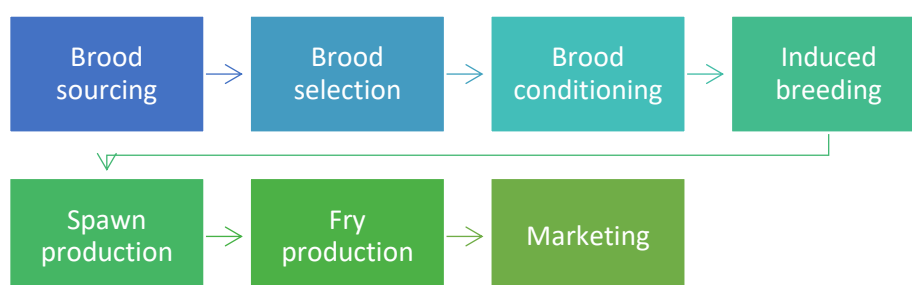 Brood
sourcing
Brood
selection
Brood
conditioning
Induced
breeding
Spawn
production
Fry
production
Marketing